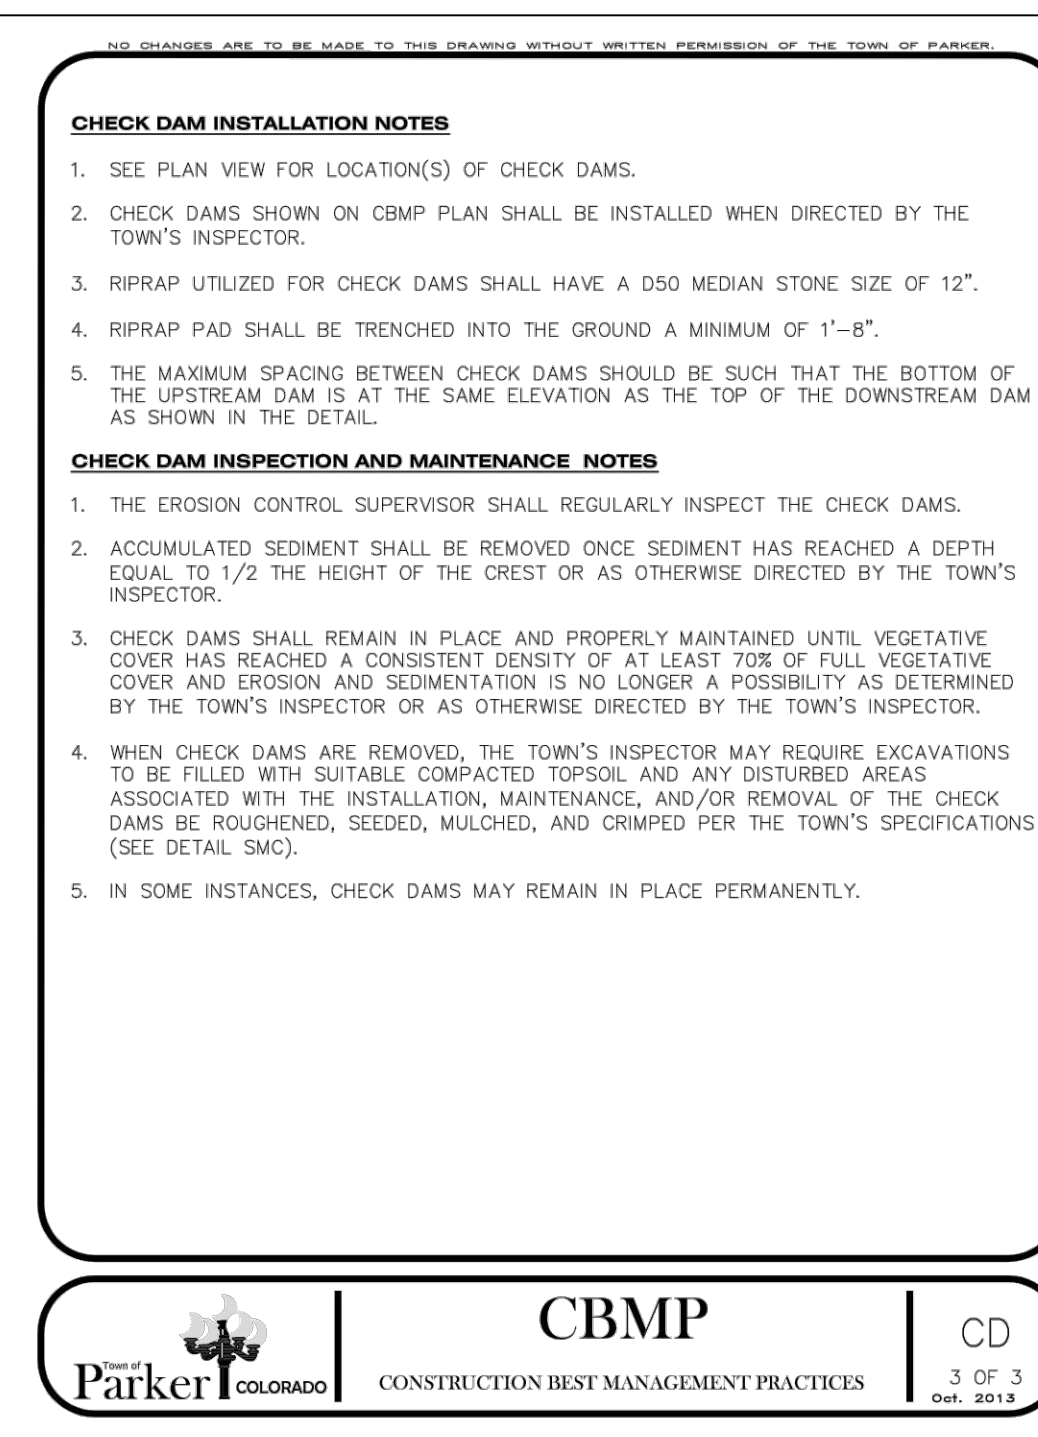 NO CHANGES ARE TO BE MADE TO THIS DRAWING WITHOUT WRITTEN PERMISSION OF THE TOWN OF PARKER.
CHECK DAM INSTALLATION NOTES
1. SEE PLAN VIEW FOR LOCATION(S) OF CHECK DAMS.
2. CHECK DAMS SHOWN ON CBMP PLAN SHALL BE INSTALLED WHEN DIRECTED BY THE
TOWN'S INSPECTOR.
3. RIPRAP UTILIZED FOR CHECK DAMS SHALL HAVE A D50 MEDIAN STONE SIZE OF 12".
4. RIPRAP PAD SHALL BE TRENCHED INTO THE GROUND A MINIMUM OF 1'-8".
5. THE MAXIMUM SPACING BETWEEN CHECK DAMS SHOULD BE SUCH THAT THE BOTTOM OF
THE UPSTREAM DAM IS AT THE SAME ELEVATION AS THE TOP OF THE DOWNSTREAM DAM
AS SHOWN IN THE DETAIL.
CHECK DAM INSPECTION AND MAINTENANCE NOTES
1. THE EROSION CONTROL SUPERVISOR SHALL REGULARLY INSPECT THE CHECK DAMS.
2. ACCUMULATED SEDIMENT SHALL BE REMOVED ONCE SEDIMENT HAS REACHED A DEPTH
EQUAL TO 1/2 THE HEIGHT OF THE CREST OR AS OTHERWISE DIRECTED BY THE TOWN'S
INSPECTOR.
3. CHECK DAMS SHALL REMAIN IN PLACE AND PROPERLY MAINTAINED UNTIL VEGETATIVE
COVER HAS REACHED A CONSISTENT DENSITY OF AT LEAST 70% OF FULL VEGETATIVE
COVER AND EROSION AND SEDIMENTATION IS NO LONGER A POSSIBILITY AS DETERMINED
BY THE TOWN'S INSPECTOR OR AS OTHERWISE DIRECTED BY THE TOWN'S INSPECTOR.
4. WHEN CHECK DAMS ARE REMOVED, THE TOWN'S INSPECTOR MAY REQUIRE EXCAVATIONS
TO BE FILLED WITH SUITABLE COMPACTED TOPSOIL AND ANY DISTURBED AREAS
ASSOCIATED WITH THE INSTALLATION, MAINTENANCE, AND/OR REMOVAL OF THE CHECK
DAMS BE ROUGHENED, SEEDED, MULCHED, AND CRIMPED PER THE TOWN'S SPECIFICATIONS
(SEE DETAIL SMC).
5. IN SOME INSTANCES, CHECK DAMS MAY REMAIN IN PLACE PERMANENTLY.
Town of
Parker COLORADO
CBMP
CONSTRUCTION BEST MANAGEMENT PRACTICES
CD
3 OF 3
Oct. 2013